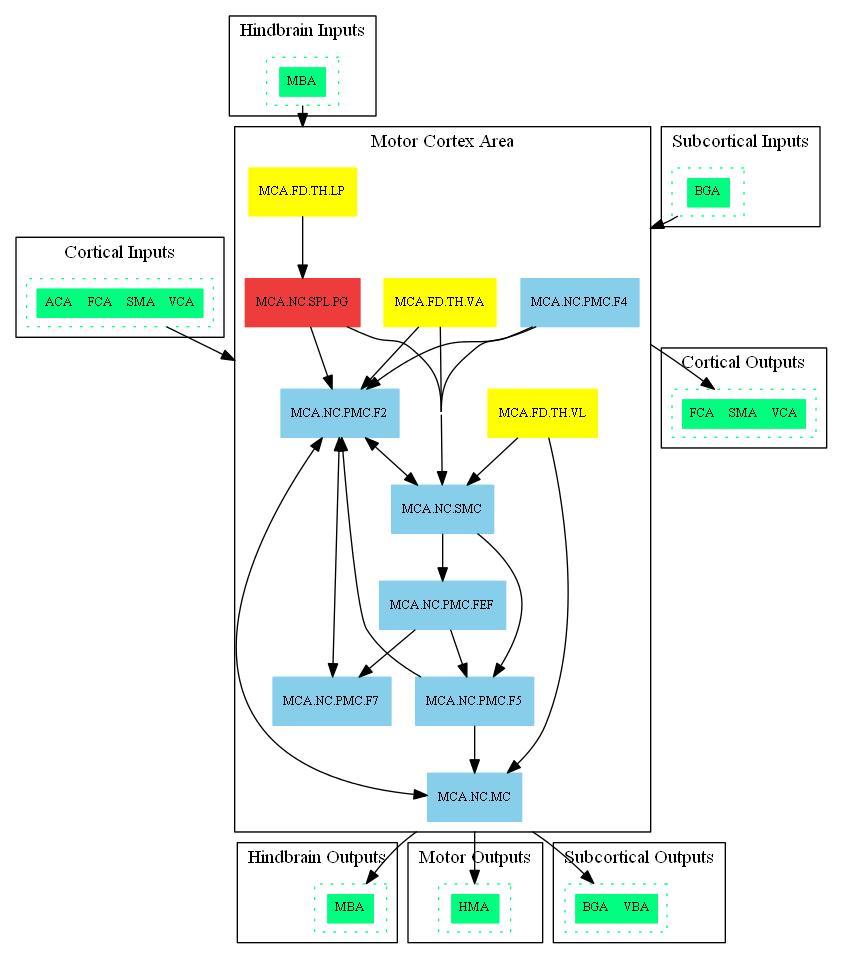 Hindbrain Inputs
MBA
Motor Cortex Area
Subcortical Inputs
BGA
MCA.FD.TH.LP
Cortical Inputs
ACA FCA SMA VCA
MCA.NC.SPL.PG
MCA.FD.TH.VA
MCA.NC.PMC.F4
Cortical Outputs
FCA SMA VCA
MCA.NC.PMC.F2
MCA.FD.TH.VL
MCA.NC.SMC
MCA.NC.PMC.FEF
MCA.NC.PMC.F7
MCA.NC.PMC.F5
MCA.NC.MC
Hindbrain Outputs
MBA
Motor Outputs
HMA
Subcortical Outputs
BGA VBA